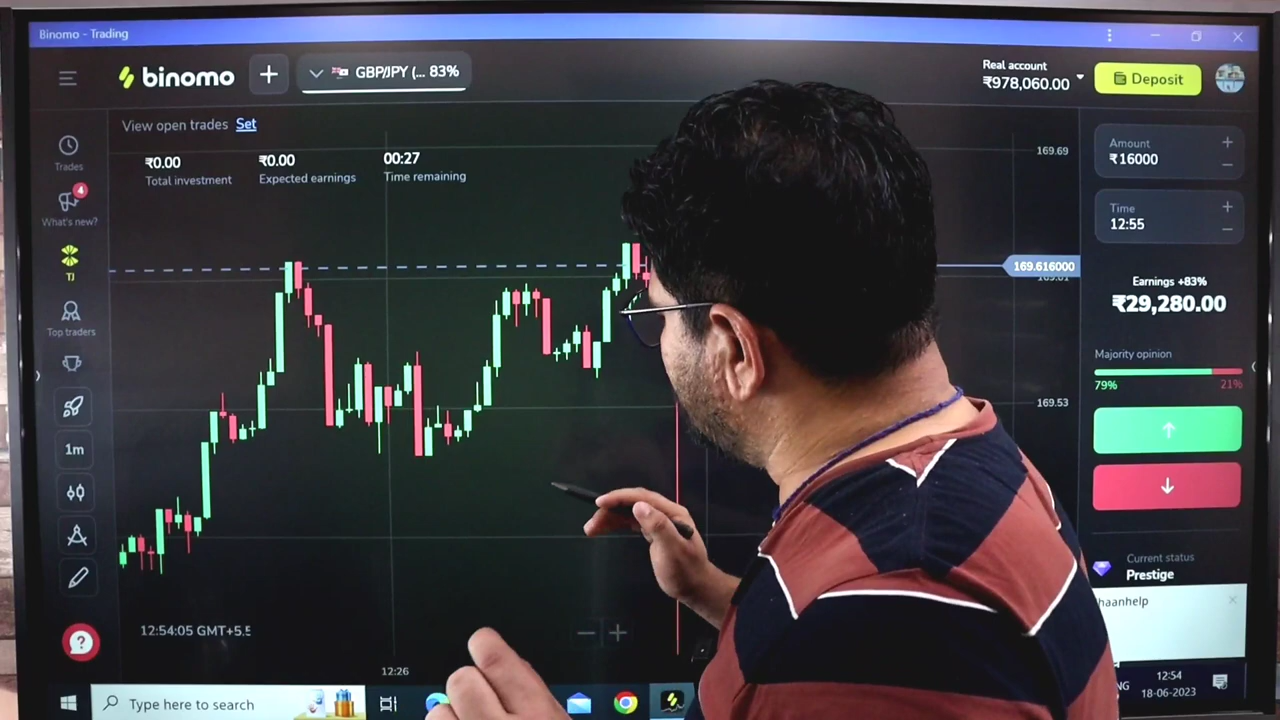 Binomo - Trading
binomo
GBP/JPY (... 83%
Real account
₹978,060.00
Deposit
View open trades Set
₹0.00
Total investment
₹0.00
Expected earnings
00:27
Time remaining
Trades
4
What's new?
TJ
Top traders
1m
169.69
169.616000
169.53
Amount
₹16000
Time
12:55
Earnings +83%
₹29,280.00
Majority opinion
79%
21%
Current status
Prestige
haanhelp
12:54:05 GMT+5.5
12:26
?
Type here to search
NG
12:54
18-06-2023